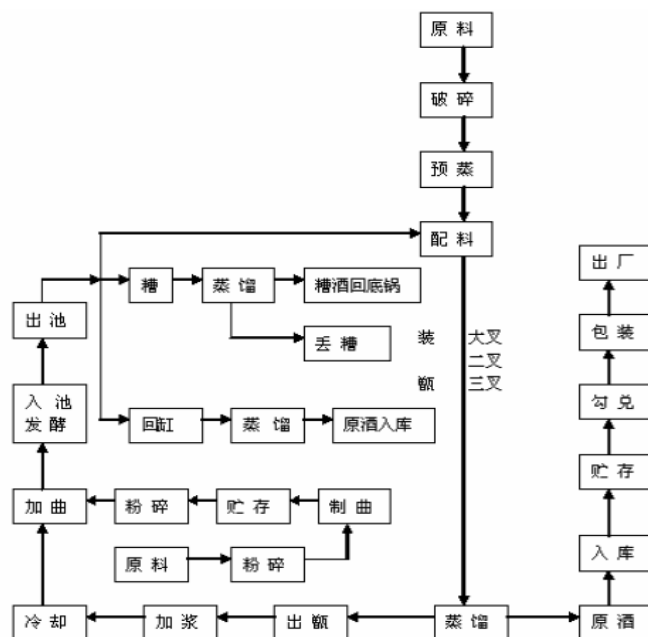 原料
破碎
预蒸
配料
出厂
糟
蒸馏
糟酒回底锅
出池
丢糟
装
大叉
包装
二叉
甑
三叉
入池
发酵
勾兑
回缸
蒸馏
原酒入库
贮存
加曲
粉碎
贮存
制曲
原料
粉碎
入库
冷却
加浆
出甑
蒸馏
原酒